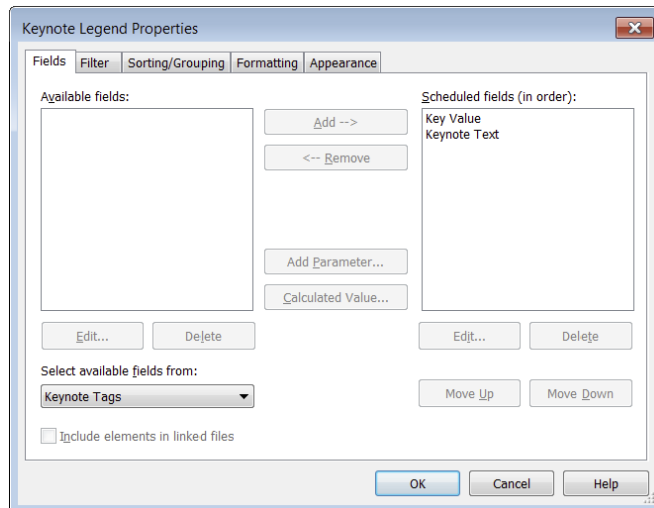 Keynote Legend Properties
Fields Filter Sorting/Grouping Formatting Appearance
Available fields:
Scheduled fields (in order):
Add -->
<-- Remove
Add Parameter...
Calculated Value...
Key Value
Keynote Text
Edit... Delete
Edit... Delete
Select available fields from:
Keynote Tags
Move Up Move Down
Include elements in linked files
OK Cancel Help